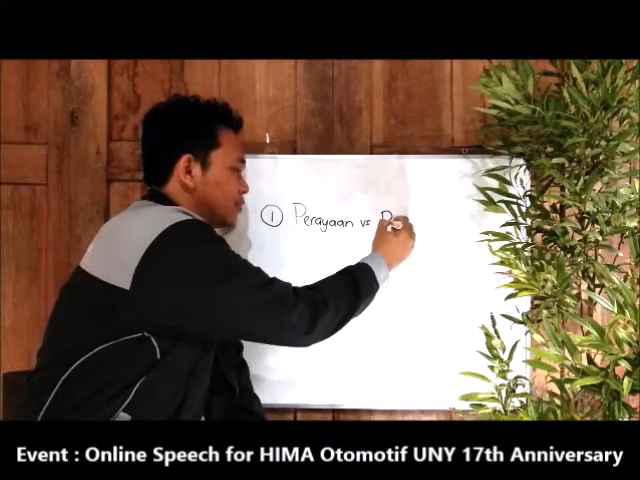 ① Perayaan vs P
Event : Online Speech for HIMA Otomotif UNY 17th Anniversary